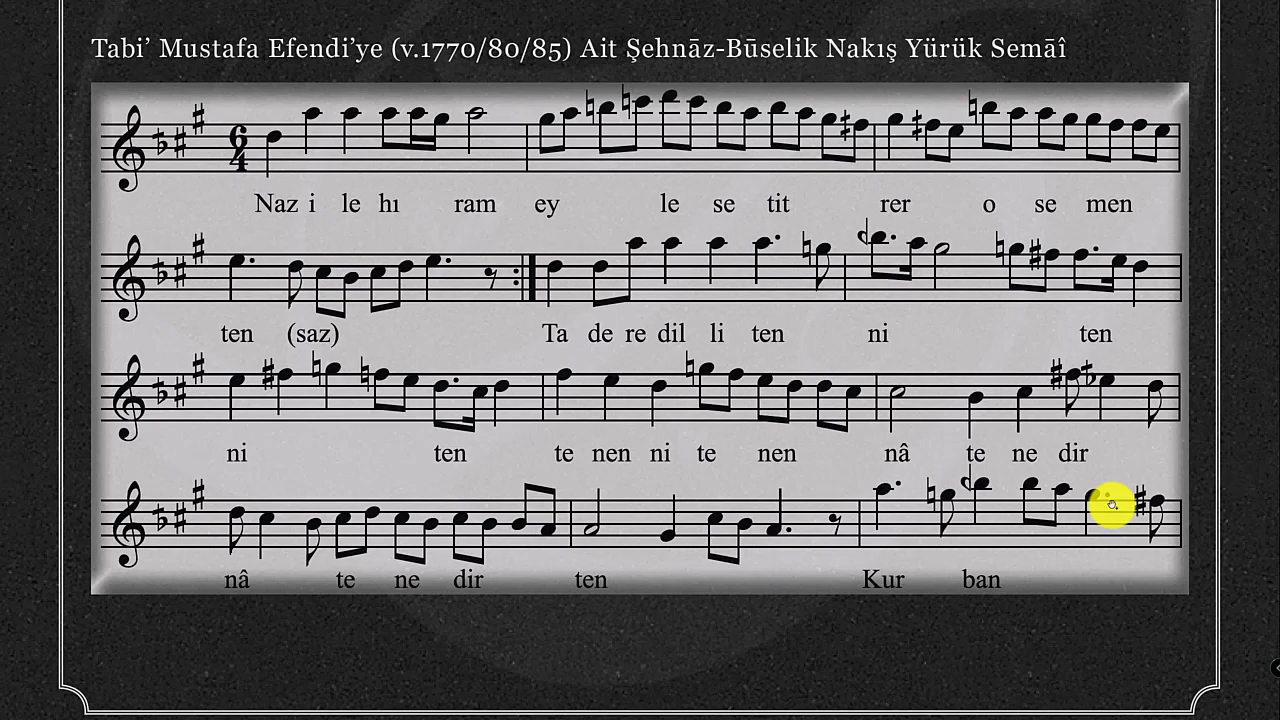 Tabi’ Mustafa Efendi’ye (v.1770/80/85) Ait Şehnāz-Būselik Nakış Yürük Semāî
6
4
Naz i le hı ram ey le se tit rer o se men
ten (saz) Ta de re dil li ten ni ten
ni ten te nen ni te nen nâ te ne dir
nâ te ne dir ten Kur ban